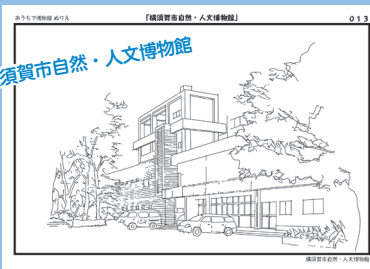 おうちで博物館 ぬりえ
「横須賀市自然・人文博物館」
013
須賀市自然・人文博物館
横須賀市自然・人文博物館